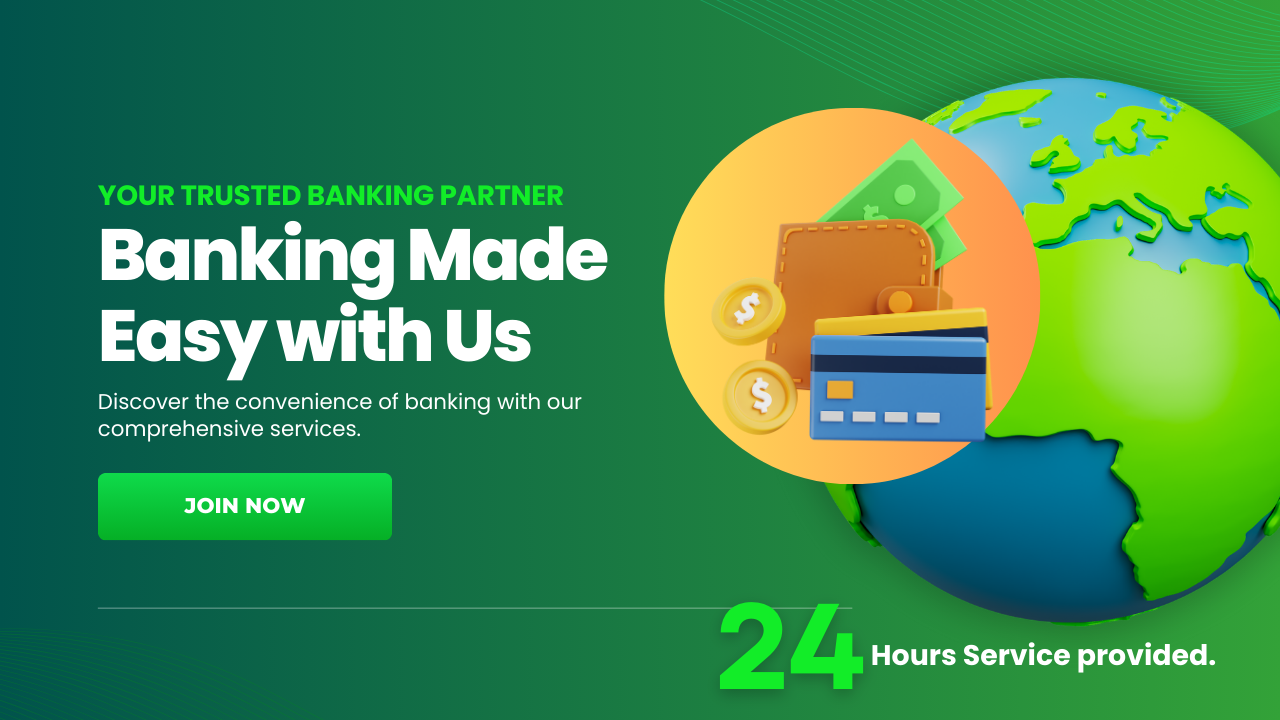 YOUR TRUSTED BANKING PARTNER
Banking Made
Easy with Us
Discover the convenience of banking with our
comprehensive services.
JOIN NOW
24 Hours Service provided.